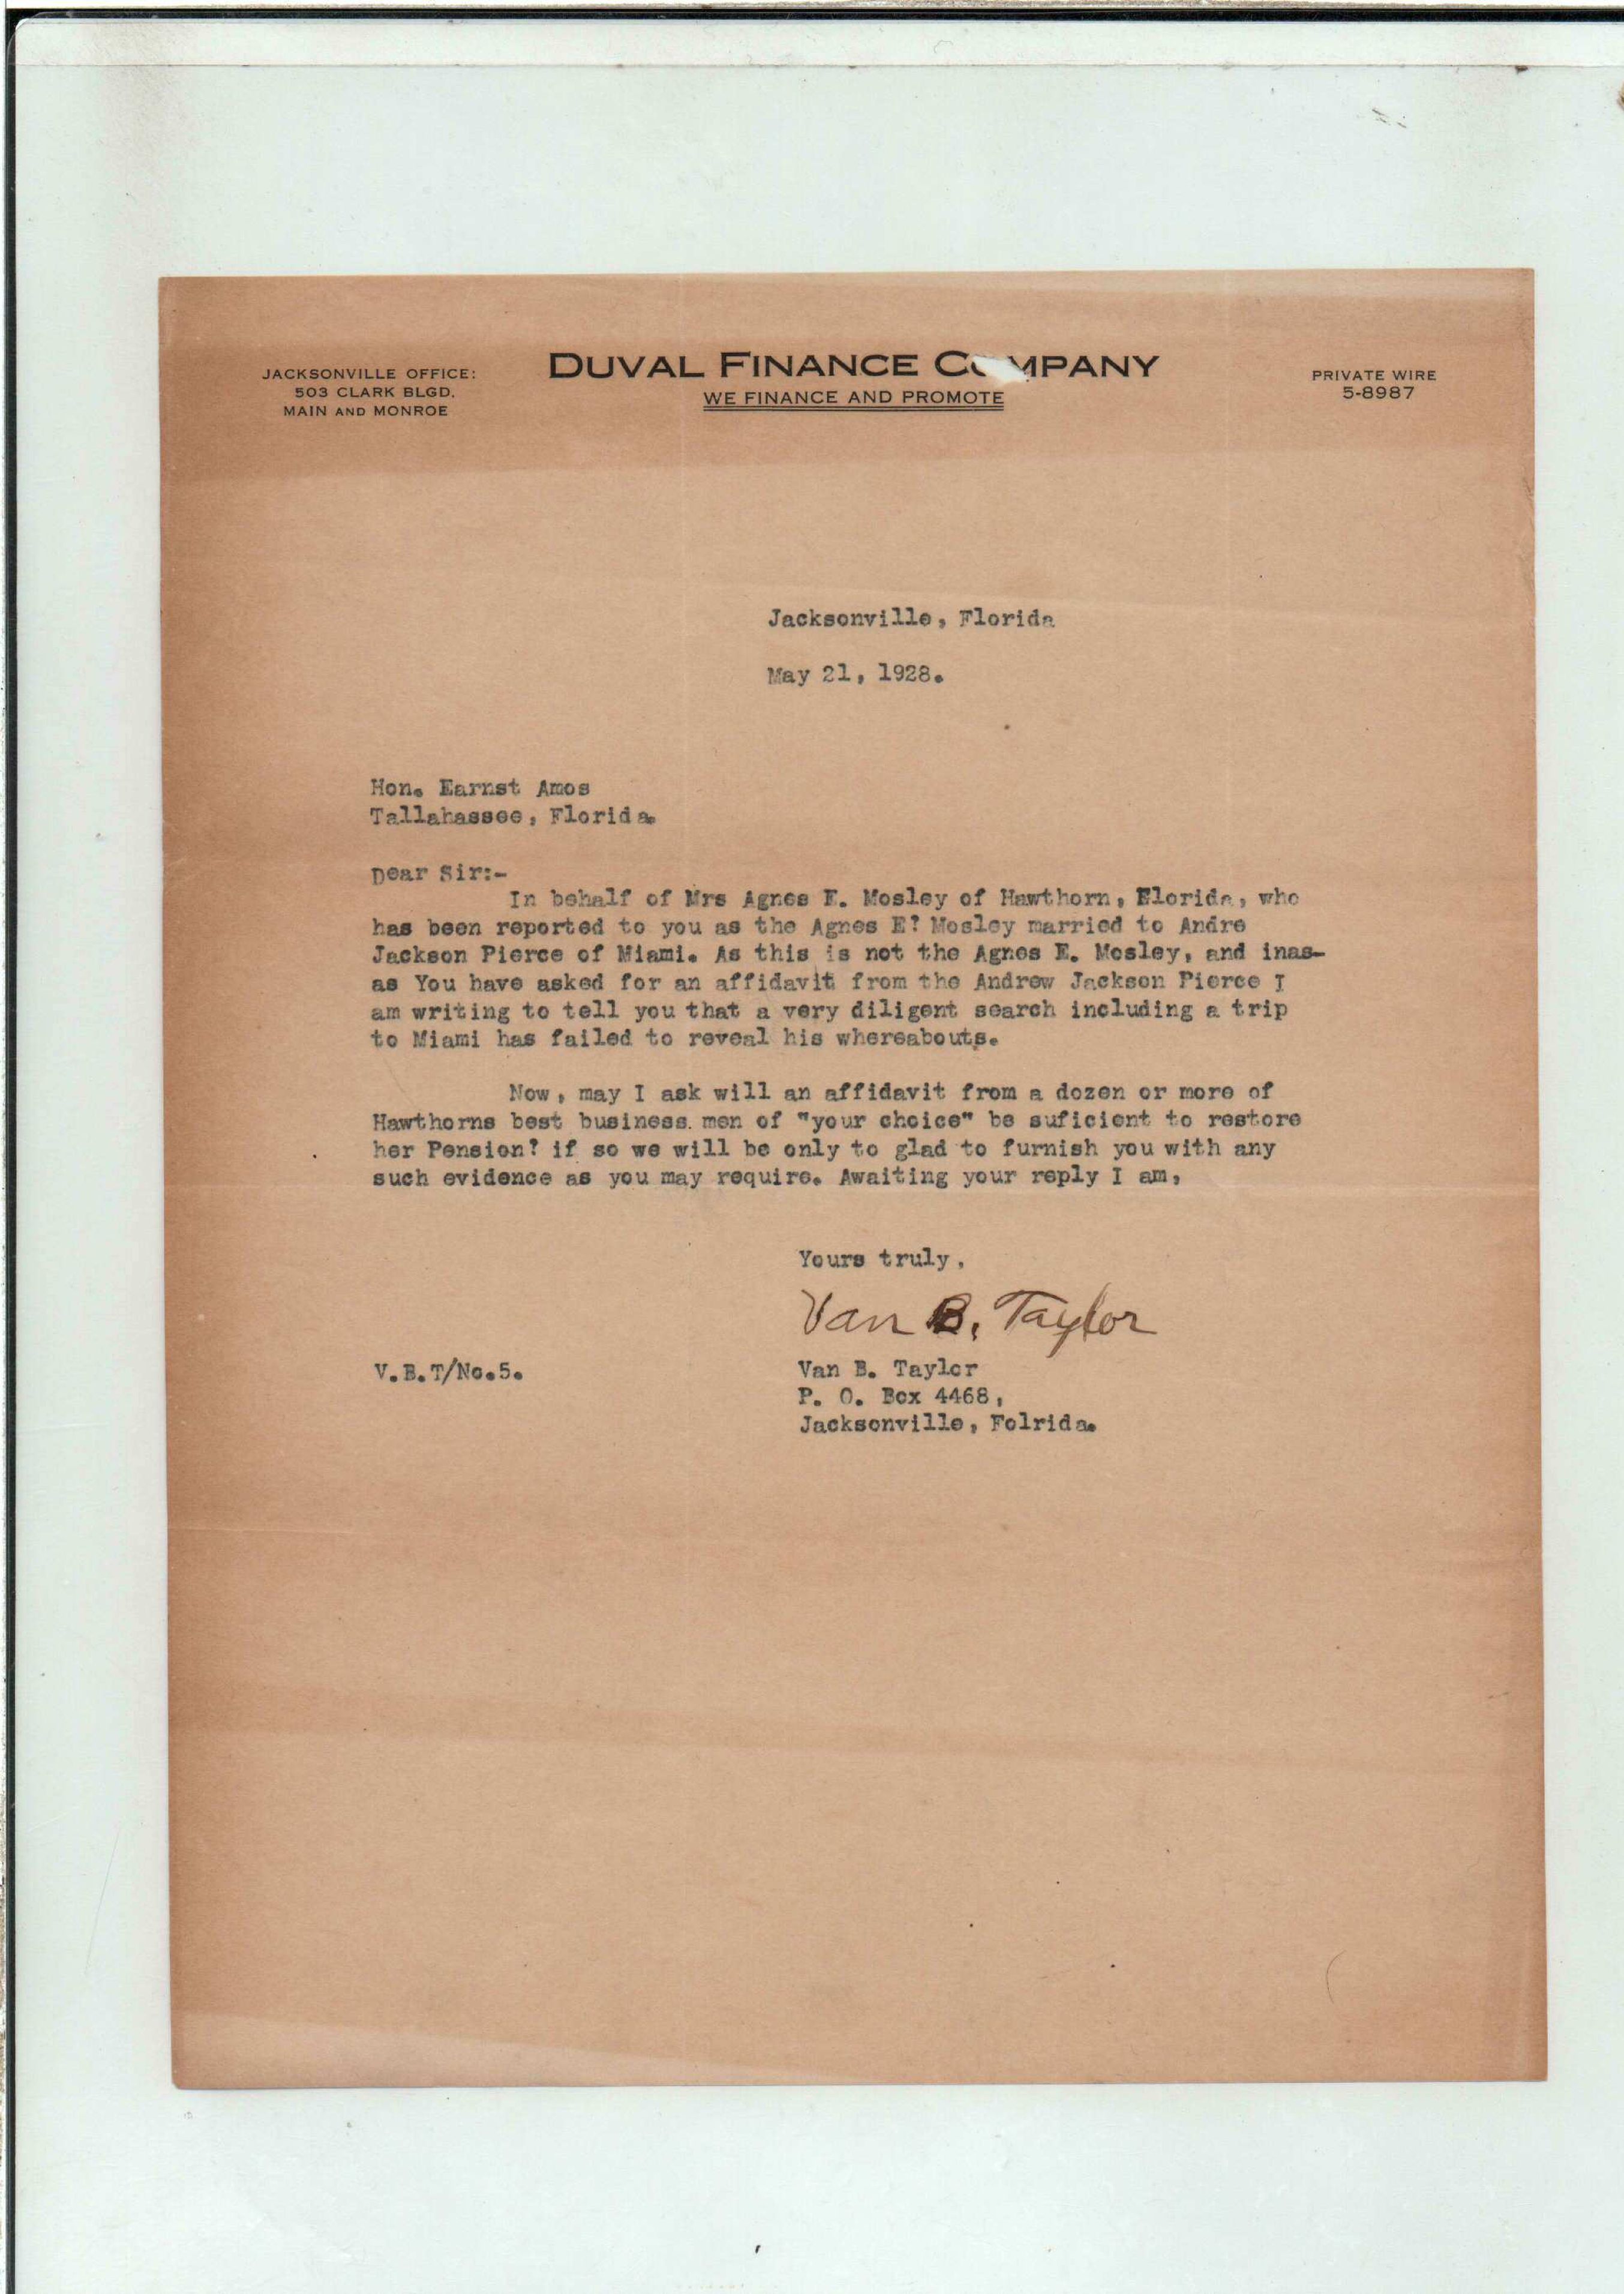 JACKSONVILLE OFFICE:
503 CLARK BLGD.
MAIN AND MONROE
DUVAL FINANCE COMPANY
WE FINANCE AND PROMOTE
PRIVATE WIRE
5-8987
Jacksonville, Florida
May 21, 1928.
Hon. Earnst Amos
Tallahassee, Florida.
Dear Sir:-
In behalf of Mrs Agnes E. Mosley of Hawthorn, Florida, who
has been reported to you as the Agnes E? Mosley married to Andre
Jackson Pierce of Miami. As this is not the Agnes E. Mosley, and inas-
as You have asked for an affidavit from the Andrew Jackson Pierce I
am writing to tell you that a very diligent search including a trip
to Miami has failed to reveal his whereabouts.
Now, may I ask will an affidavit from a dozen or more of
Hawthorns best business. men of "your choice" be suficient to restore
her Pension? if so we will be only to glad to furnish you with any
such evidence as you may require. Awaiting your reply I am,
Yours truly,
Van B. Taylor
V.B.T/No.5.
Van B. Taylor
P. O. Box 4468,
Jacksonville, Folrida.